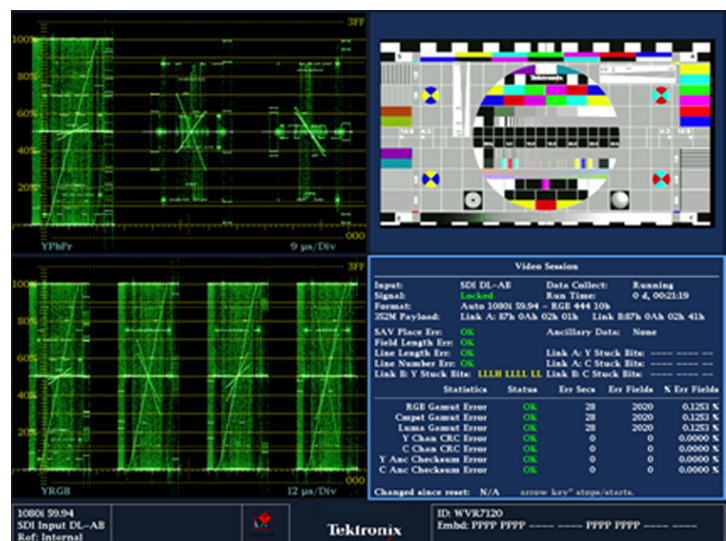 3FF
100%
80%
60%
40%
20%
000
YPbPr
9 µs/Div
Tektronix
3FF
100%
80%
60%
40%
20%
000
YRGB
12 µs/Div
Video Session
Input: SDI DL-AB Data Collect: Running
Signal: Locked Run Time: 0 d, 00:21:19
Format: Auto 1080i 59.94 - RGB 444 10b
352M Payload: Link A: 87h 0Ah 02h 01h Link B:87h 0Ah 02h 41h
SAV Place Err: OK Ancillary Data: None
Field Length Err: OK
Line Length Err: OK Link A: Y Stuck Bits: ---- ---- --
Line Number Err: OK Link A: C Stuck Bits: ---- ---- --
Link B: Y Stuck Bits: LLLH LLLL LL Link B: C Stuck Bits: ---- ---- --
Statistics Status Err Secs Err Fields % Err Fields
RGB Gamut Error OK 28 2020 0.1253 %
Cmpst Gamut Error OK 28 2020 0.1253 %
Luma Gamut Error OK 28 2020 0.1253 %
Y Chan CRC Error OK 0 0 0.0000 %
C Chan CRC Error OK 0 0 0.0000 %
Y Anc Checksum Error OK 0 0 0.0000 %
C Anc Checksum Error OK 0 0 0.0000 %
Changed since reset: N/A arrow key" stops/starts.
1080i 59.94
SDI Input DL-AB
Ref: Internal
Tektronix
ID: WVR7120
Embd: PPPP PPPP ---- ---- PPPP PPPP ---- ----